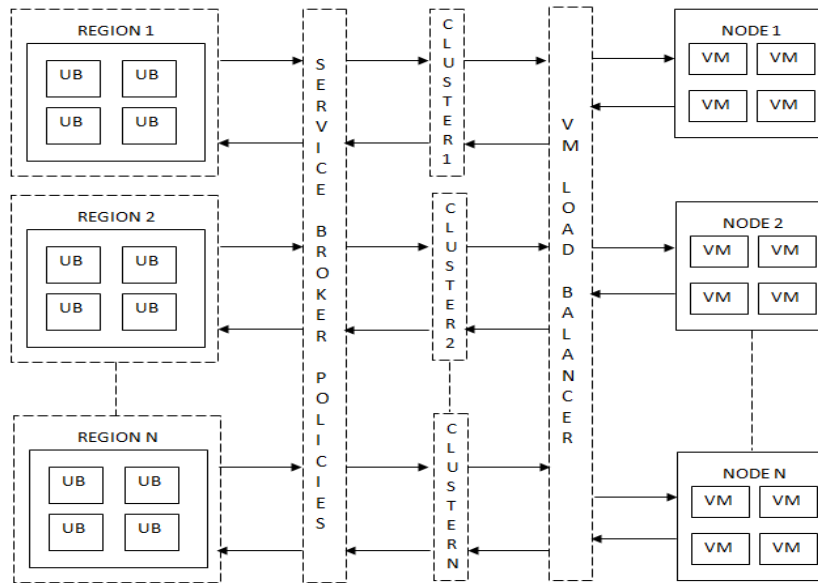 REGION 1
UB UB
UB UB
REGION 2
UB UB
UB UB
REGION N
UB UB
UB UB
SERVICE BROKER POLICIES
CLUSTER1
CLUSTER2
CLUSTERN
VM LOAD BALANCER
NODE 1
VM VM
VM VM
NODE 2
VM VM
VM VM
NODE N
VM VM
VM VM